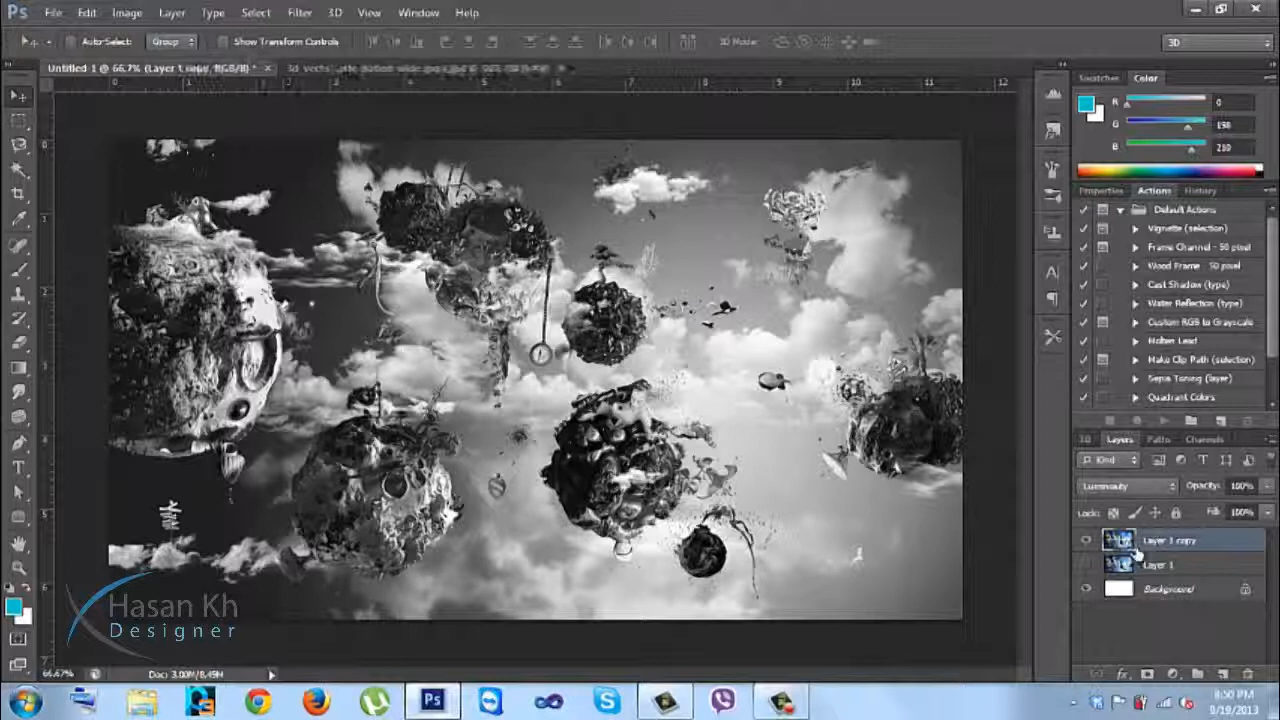 Ps File Edit Image Layer Type Select Filter 3D View Window Help
Auto-Select: Group Show Transform Controls 3D Mode: 3D
Untitled-1 @ 66.7% (Layer 1 copy, RGB/8) *
Swatches Color
R 0
G 198
B 210
Properties Actions History
Default Actions
Vignette (selection)
Frame Channel - 50 pixel
Wood Frame - 50 pixel
Cast Shadow (type)
Water Reflection (type)
Custom RGB to Grayscale
Molten Lead
Make Clip Path (selection)
Sepia Toning (layer)
Quadrant Colors
3D Layers Paths Channels
Kind
Luminosity Opacity: 100%
Lock: Fill: 100%
Layer 1 copy
Layer 1
Background
Hasan Kh
Designer
66.67% Doc: 3.00M/8.49M
8:50 PM
9/19/2013